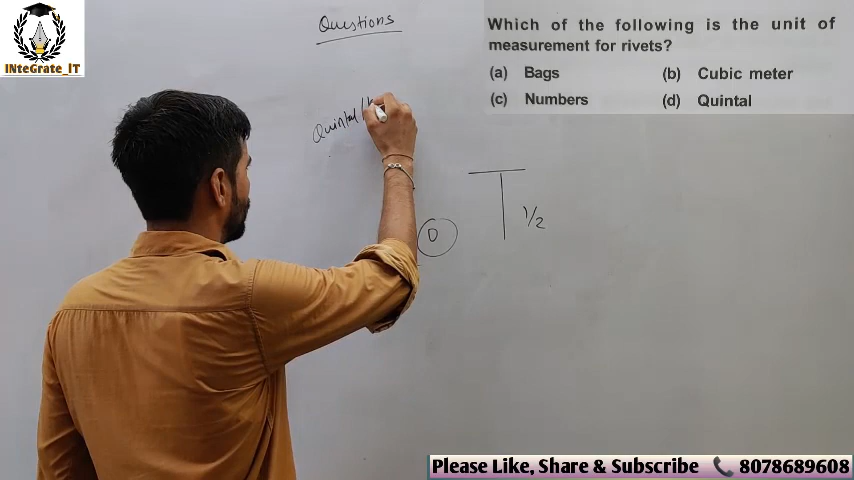 INteGrate_IT
Questions
Which of the following is the unit of
measurement for rivets?
(a) Bags (b) Cubic meter
(c) Numbers (d) Quintal
Quintal /
D
1/2
Please Like, Share & Subscribe 📞 8078689608